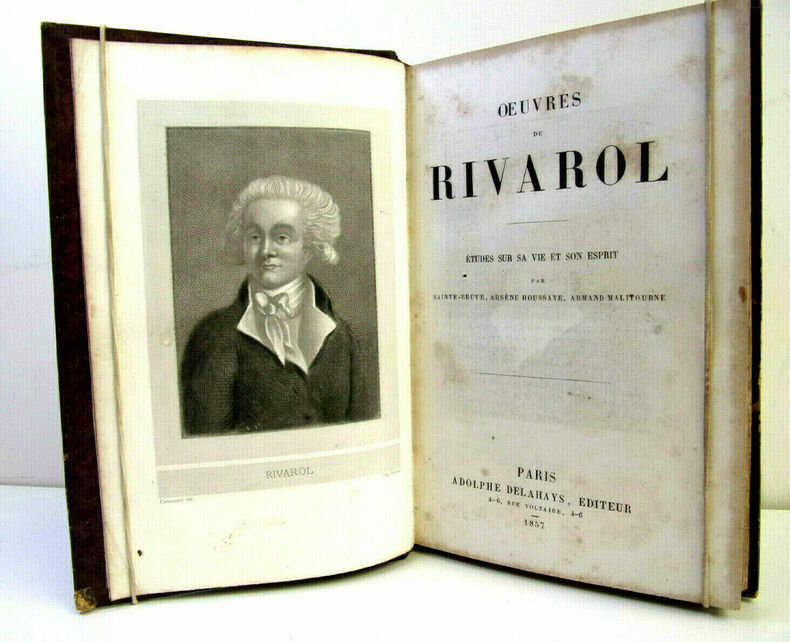 RIVAROL
OEUVRES
DE
RIVAROL
ÉTUDES SUR SA VIE ET SON ESPRIT
PAR
SAINTE-BEUVE, ARSÈNE HOUSSAYE, ARMAND MALITOURNE
PARIS
ADOLPHE DELAHAYS, EDITEUR
4-6, RUE VOLTAIRE, 4-6
1857